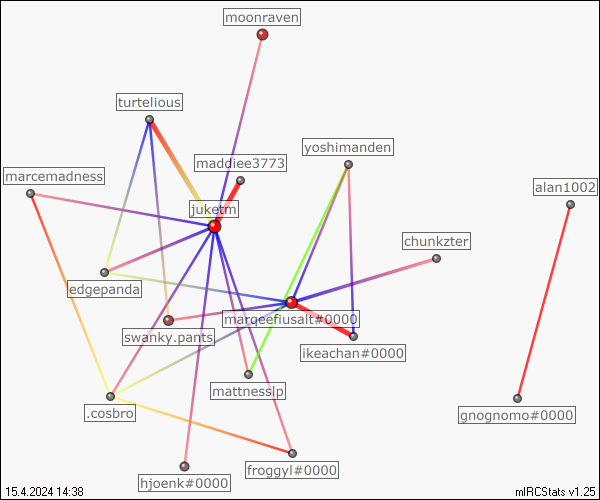 moonraven
turtelious
yoshimanden
maddiee3773
marcemadness
alan1002
juketm
chunkzter
edgepanda
marqeefiusalt#0000
swanky.pants
ikeachan#0000
mattnesslp
.cosbro
gnognomo#0000
froggyl#0000
hjoenk#0000
15.4.2024 14:38
mIRCStats v1.25